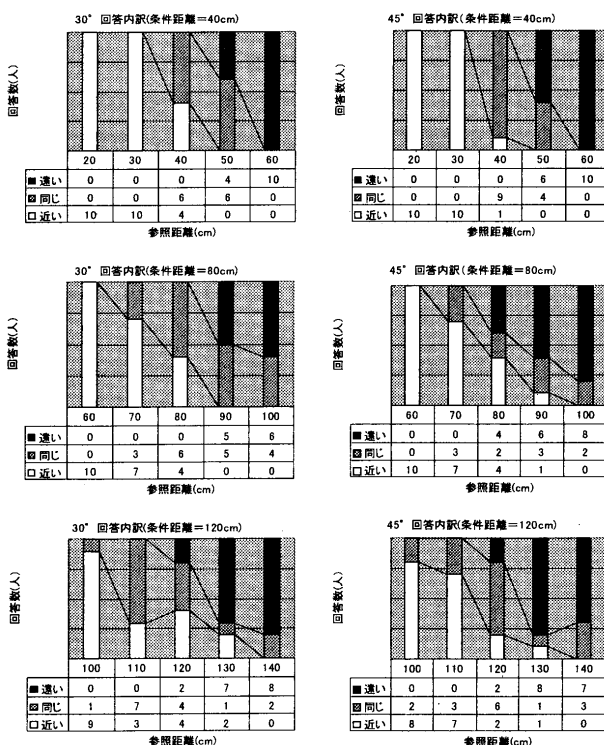 30° 回答内訳(条件距離=40cm)
回答数(人)
20 30 40 50 60
■ 遠い 0 0 0 4 10
▨ 同じ 0 0 6 6 0
□ 近い 10 10 4 0 0
参照距離(cm)
45° 回答内訳(条件距離=40cm)
回答数(人)
20 30 40 50 60
■ 遠い 0 0 0 6 10
▨ 同じ 0 0 9 4 0
□ 近い 10 10 1 0 0
参照距離(cm)
30° 回答内訳(条件距離=80cm)
回答数(人)
60 70 80 90 100
■ 遠い 0 0 0 5 6
▨ 同じ 0 3 6 5 4
□ 近い 10 7 4 0 0
参照距離(cm)
45° 回答内訳(条件距離=80cm)
回答数(人)
60 70 80 90 100
■ 遠い 0 0 4 6 8
▨ 同じ 0 3 2 3 2
□ 近い 10 7 4 1 0
参照距離(cm)
30° 回答内訳(条件距離=120cm)
回答数(人)
100 110 120 130 140
■ 遠い 0 0 2 7 8
▨ 同じ 1 7 4 1 2
□ 近い 9 3 4 2 0
参照距離(cm)
45° 回答内訳(条件距離=120cm)
回答数(人)
100 110 120 130 140
■ 遠い 0 0 2 8 7
▨ 同じ 2 3 6 1 3
□ 近い 8 7 2 1 0
参照距離(cm)